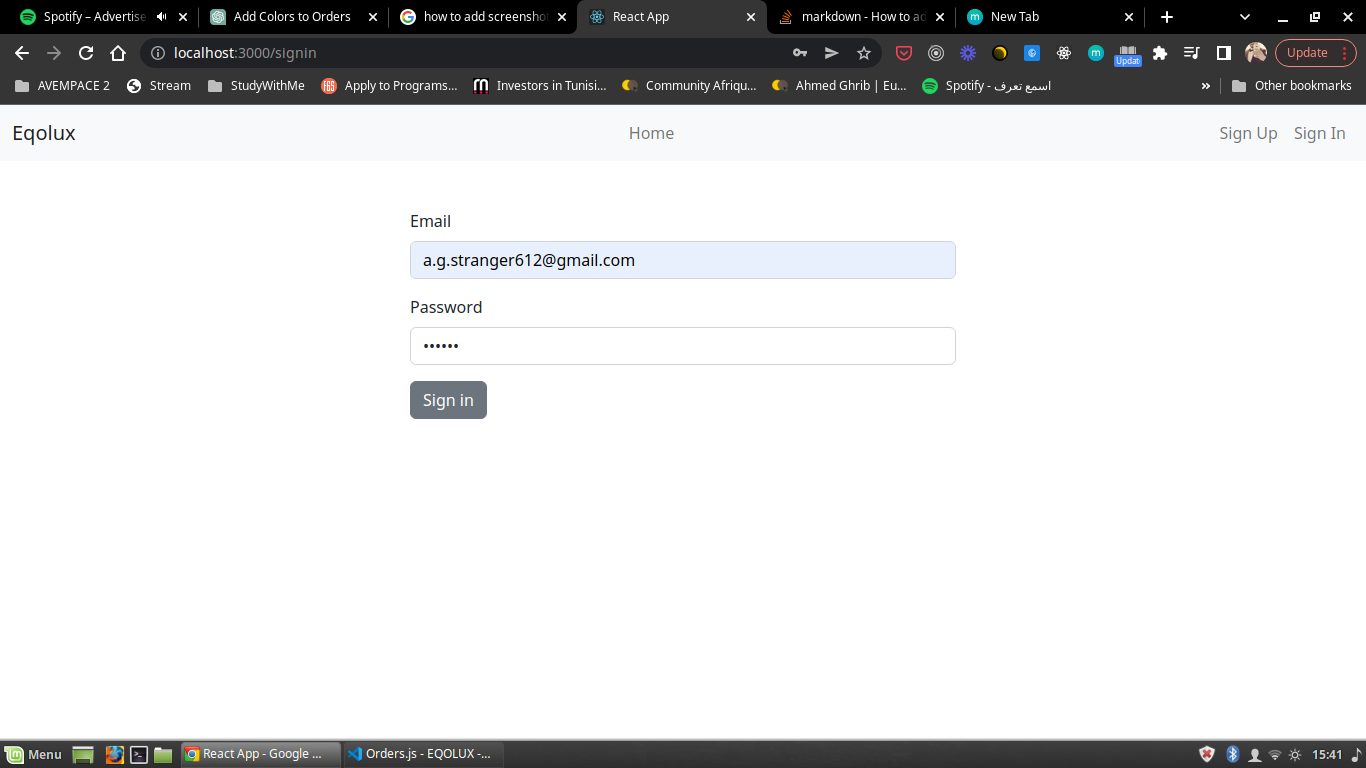 Spotify – Advertise
Add Colors to Orders
how to add screensho
React App
markdown - How to ad
New Tab
localhost:3000/signin
Update
Updat
AVEMPACE 2
Stream
StudyWithMe
Apply to Programs...
Investors in Tunisi...
Community Afriqu...
Ahmed Ghrib | Eu...
Spotify - اسمع تعرف
»
Other bookmarks
Eqolux
Home
Sign Up
Sign In
Email
a.g.stranger612@gmail.com
Password
••••••
Sign in
Menu
React App - Google ...
Orders.js - EQOLUX -...
15:41